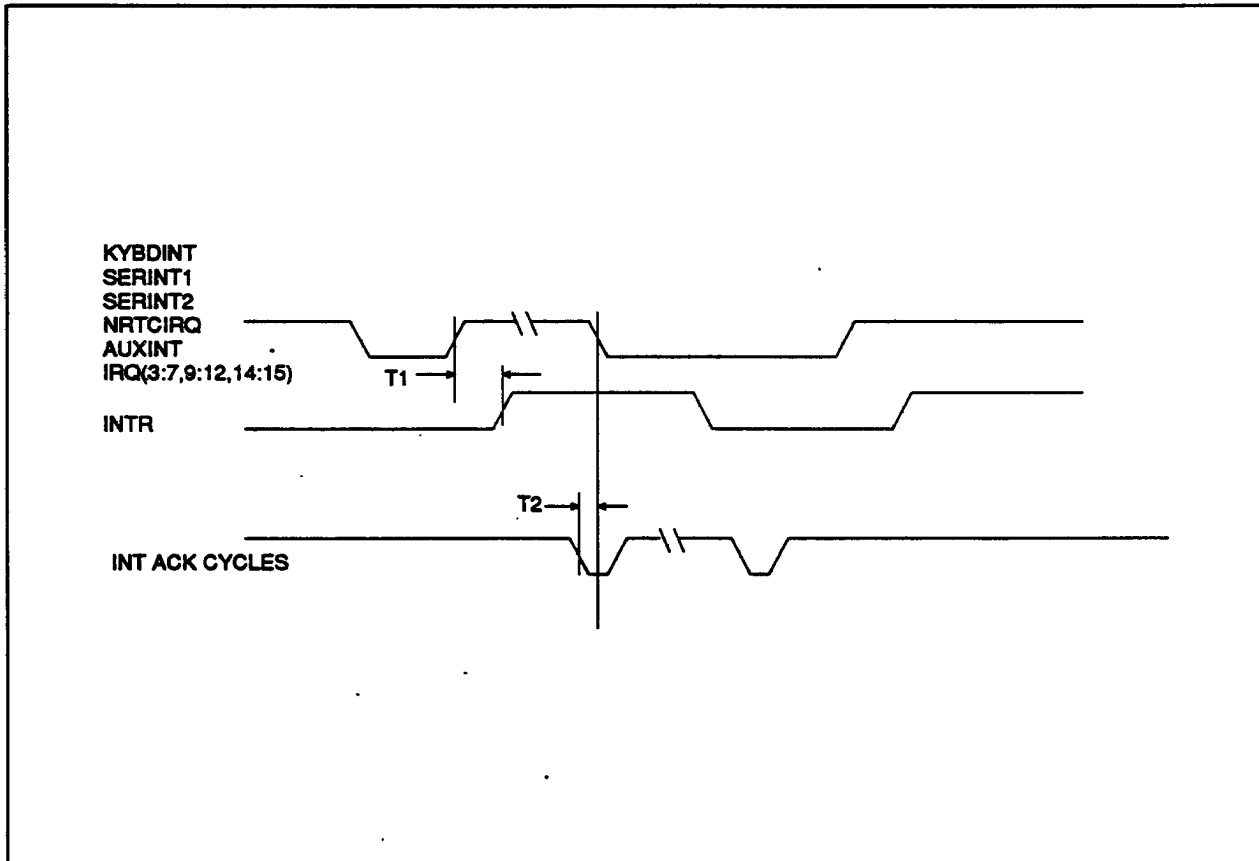 KYBDINT
SERINT1
SERINT2
NRTCIRQ
AUXINT
IRQ(3:7,9:12,14:15)
T1
INTR
T2
INT ACK CYCLES